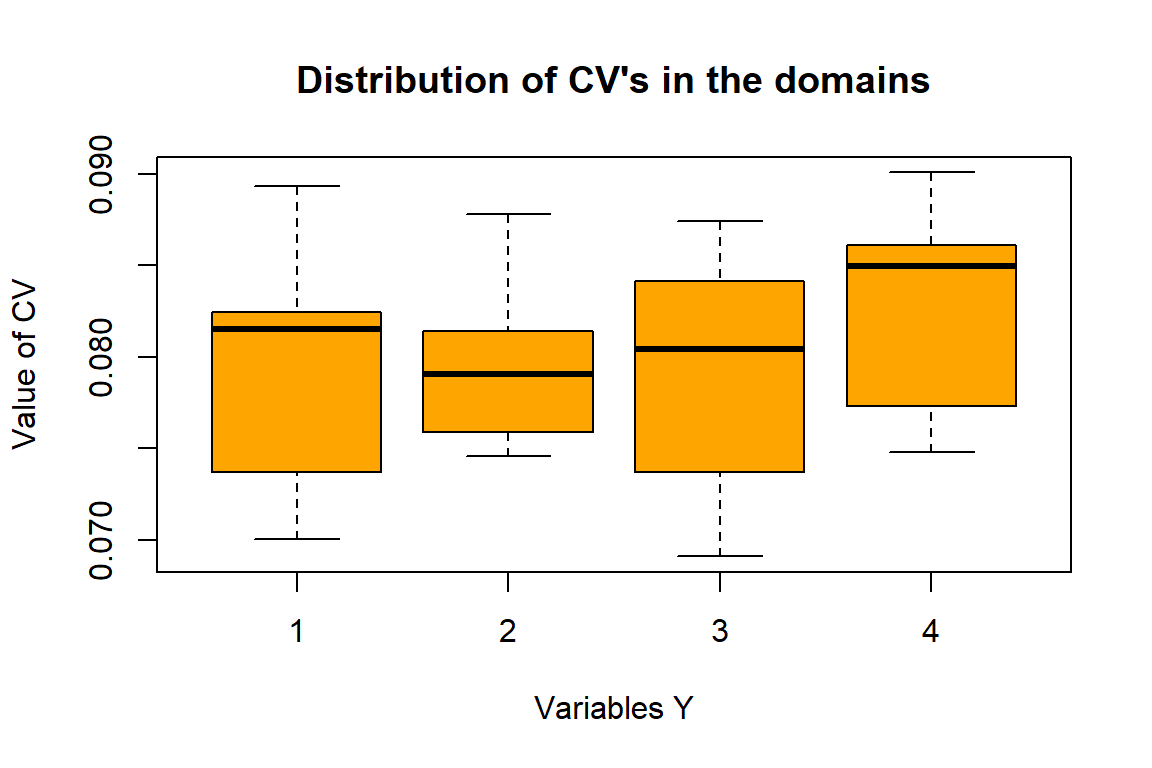 Distribution of CV's in the domains
Value of CV
0.090
0.080
0.070
1 2 3 4
Variables Y